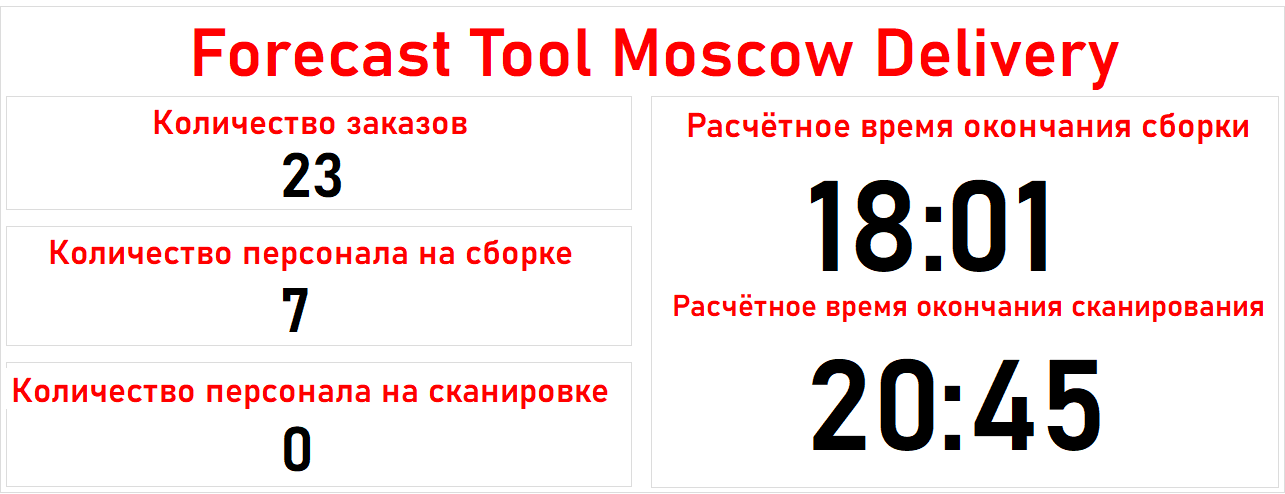 Forecast Tool Moscow Delivery
Количество заказов
23
Количество персонала на сборке
7
Количество персонала на сканировке
0
Расчётное время окончания сборки
18:01
Расчётное время окончания сканирования
20:45